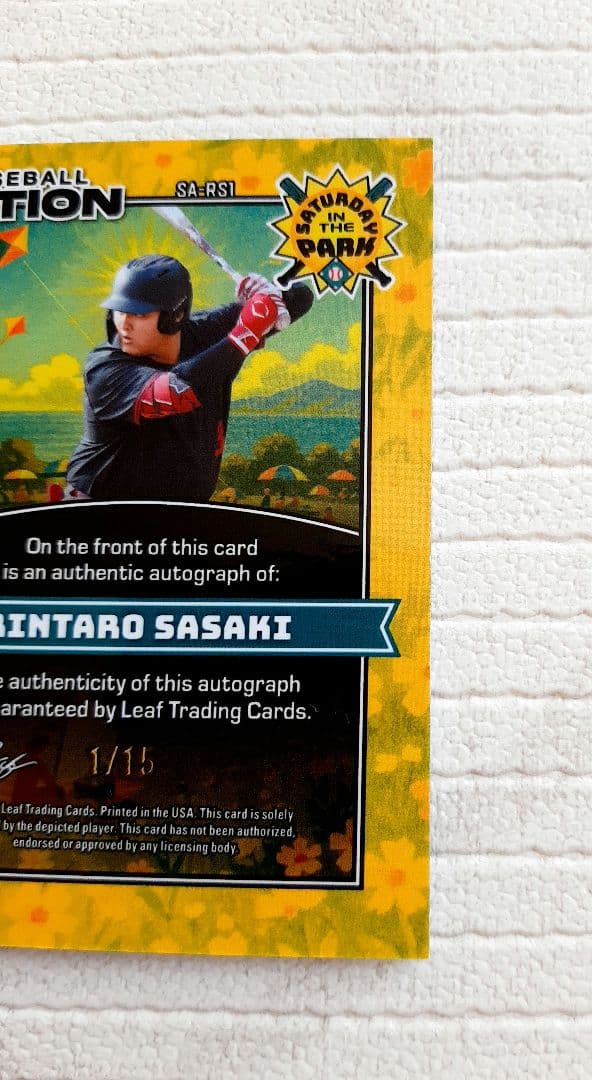 SEBALL
TION
SA-RS1
SATURDAY
IN
THE
PARK
On the front of this card
is an authentic autograph of:
RINTARO SASAKI
e authenticity of this autograph
aranteed by Leaf Trading Cards.
1/15
Leaf Trading Cards. Printed in the USA. This card is solely
by the depicted player. This card has not been authorized,
endorsed or approved by any licensing body.